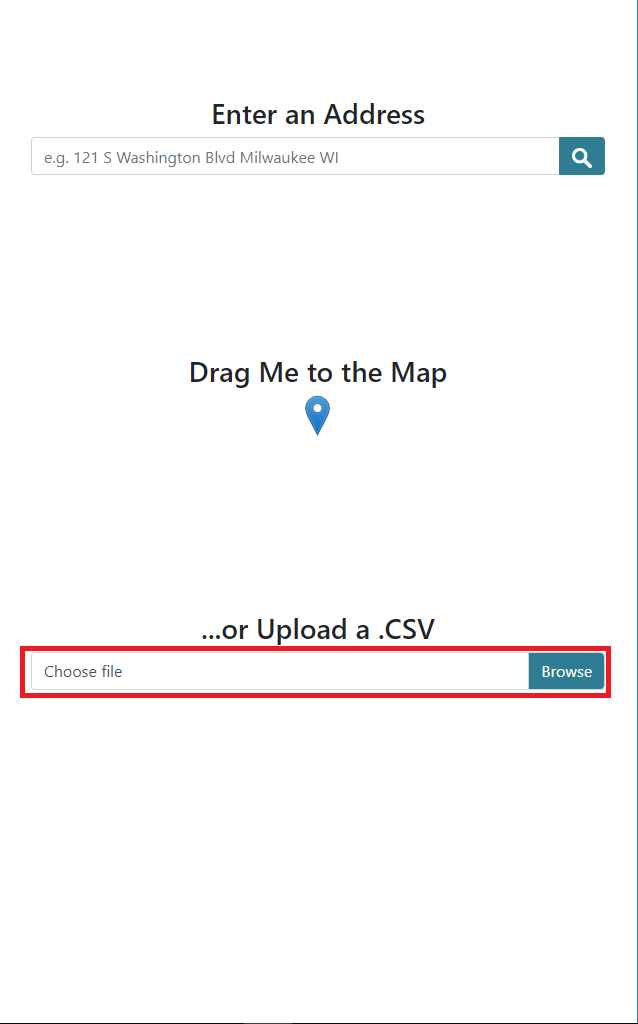 Enter an Address
e.g. 121 S Washington Blvd Milwaukee WI
Drag Me to the Map
...or Upload a .CSV
Choose file Browse